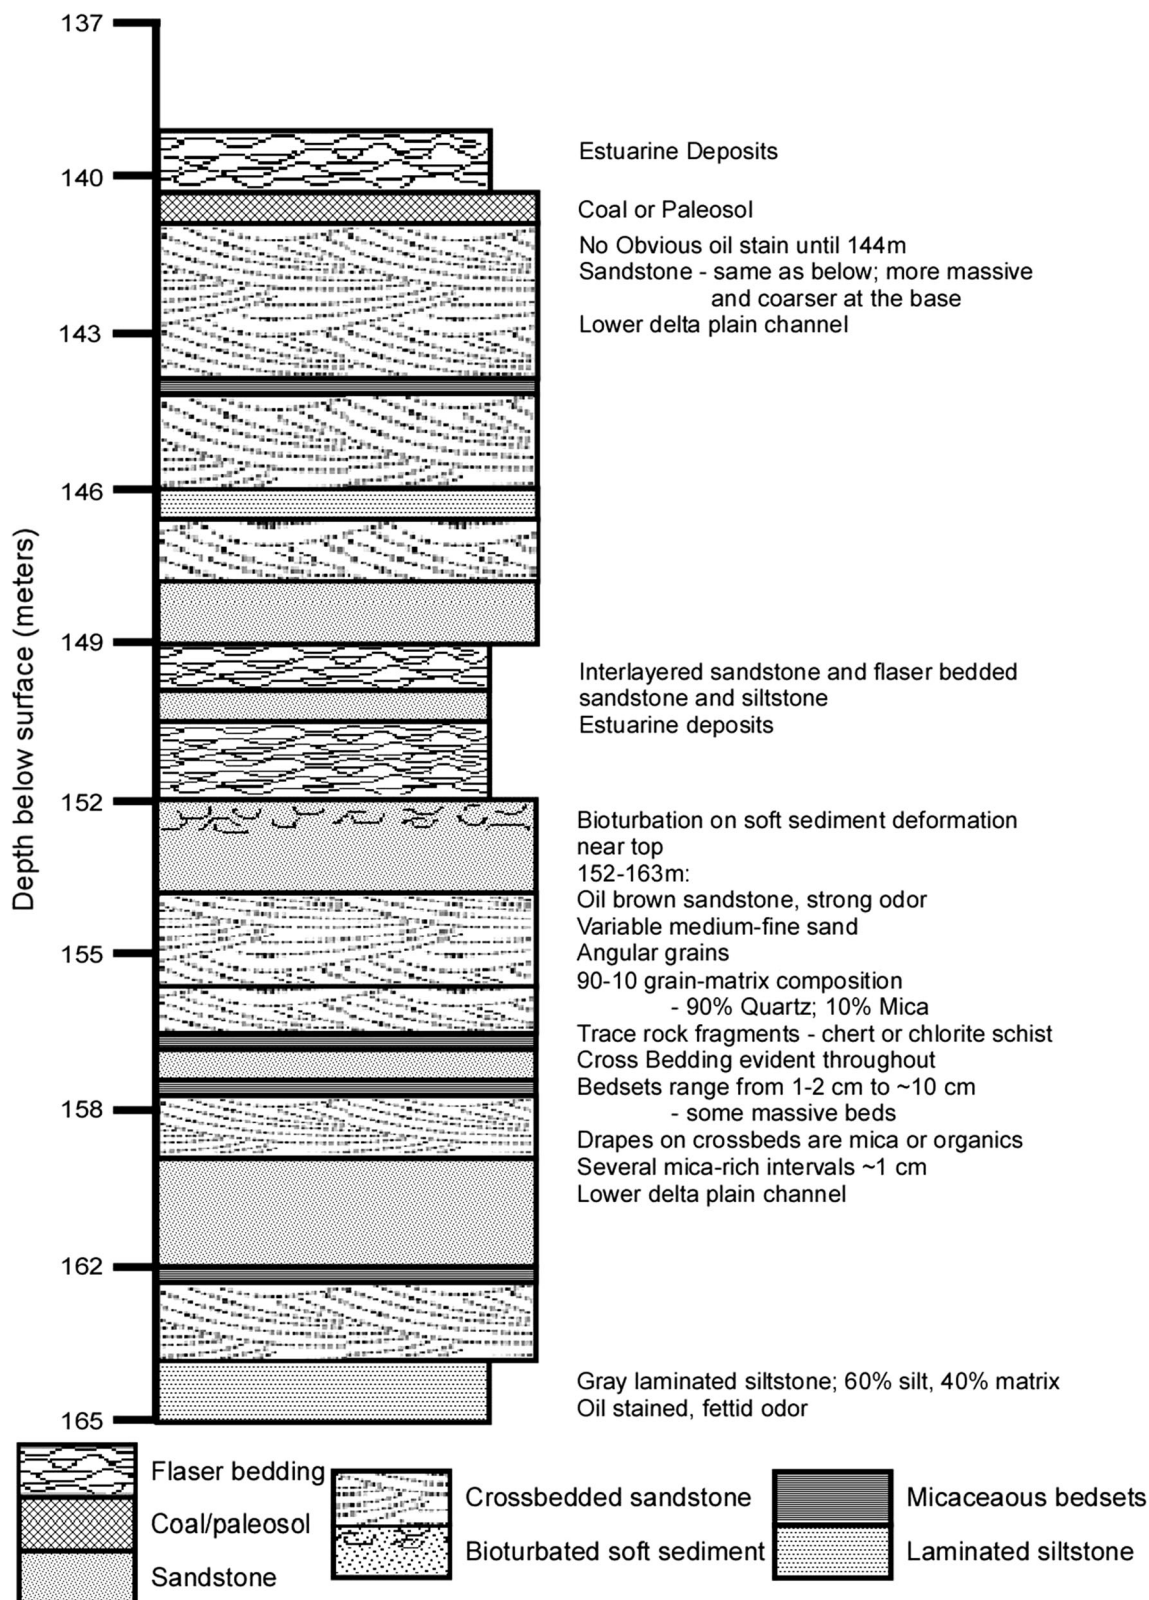 137
140
143
146
149
152
155
158
162
165
Depth below surface (meters)
Estuarine Deposits
Coal or Paleosol
No Obvious oil stain until 144m
Sandstone - same as below; more massive
and coarser at the base
Lower delta plain channel
Interlayered sandstone and flaser bedded
sandstone and siltstone
Estuarine deposits
Bioturbation on soft sediment deformation
near top
152-163m:
Oil brown sandstone, strong odor
Variable medium-fine sand
Angular grains
90-10 grain-matrix composition
- 90% Quartz; 10% Mica
Trace rock fragments - chert or chlorite schist
Cross Bedding evident throughout
Bedsets range from 1-2 cm to ~10 cm
- some massive beds
Drapes on crossbeds are mica or organics
Several mica-rich intervals ~1 cm
Lower delta plain channel
Gray laminated siltstone; 60% silt, 40% matrix
Oil stained, fettid odor
Flaser bedding
Coal/paleosol
Sandstone
Crossbedded sandstone
Bioturbated soft sediment
Micaceaous bedsets
Laminated siltstone